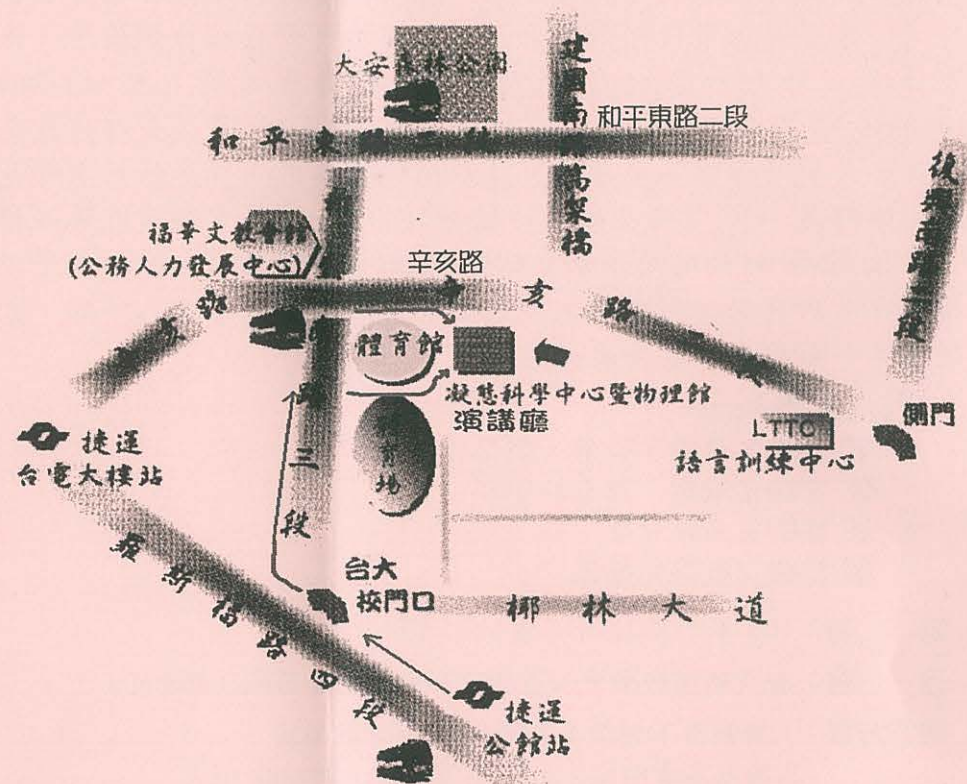 大安森林公園
建國南路高架橋
和平東路二段
和平東路二段
復興南路二段
福華文教會館
(公務人力發展中心)
辛亥路
辛亥路
體育館
凝態科學中心暨物理館
演講廳
側門
LTTC
語言訓練中心
捷運
台電大樓站
路三段
場
台大
校門口
椰林大道
羅斯福路四段
捷運
公館站